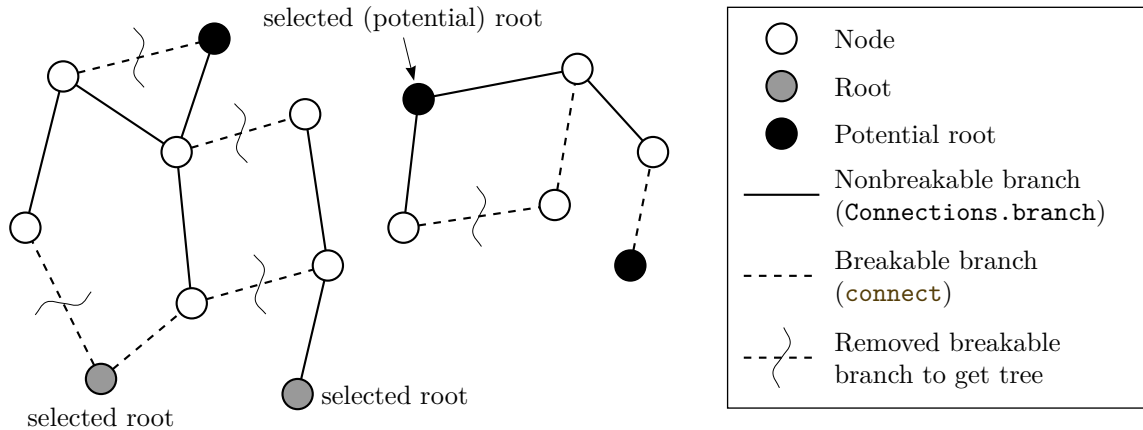 selected (potential) root
selected root
selected root
Node
Root
Potential root
Nonbreakable branch
(Connections.branch)
Breakable branch
(connect)
Removed breakable
branch to get tree